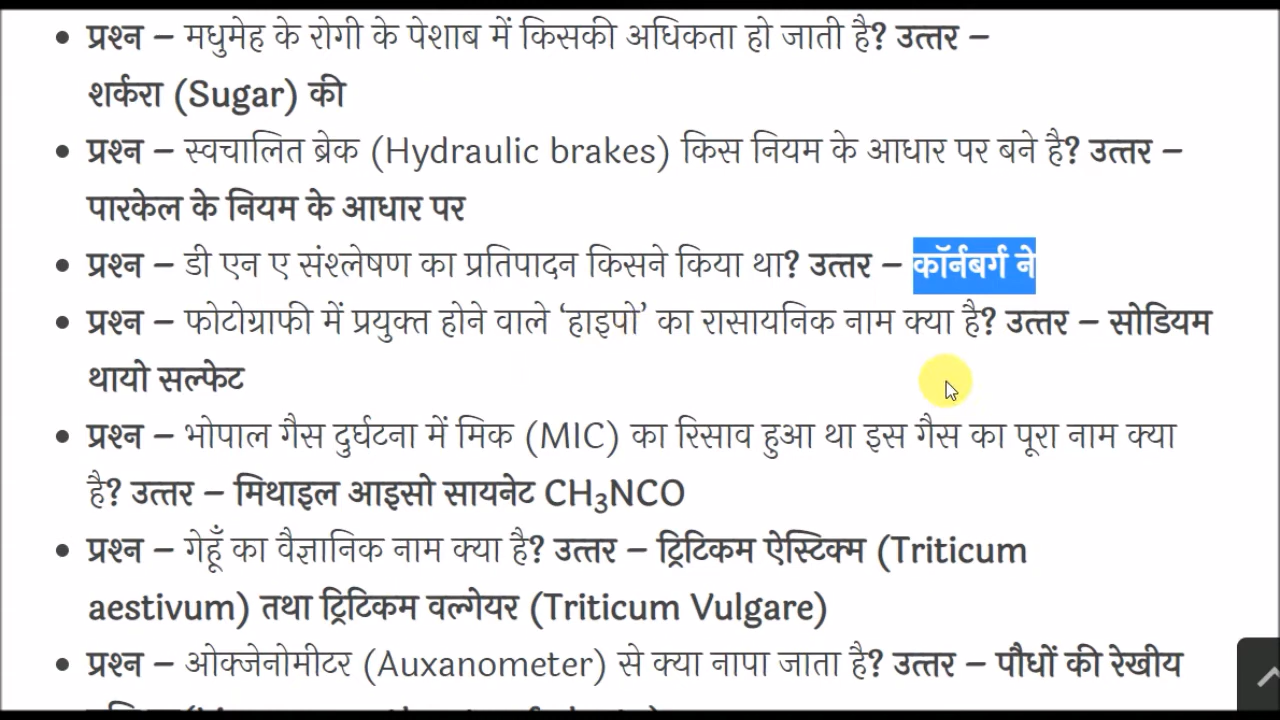 • प्रश्न – मधुमेह के रोगी के पेशाब में किसकी अधिकता हो जाती है? उत्तर –
शर्करा (Sugar) की
• प्रश्न – स्वचालित ब्रेक (Hydraulic brakes) किस नियम के आधार पर बने है? उत्तर –
पारकेल के नियम के आधार पर
• प्रश्न – डी एन ए संश्लेषण का प्रतिपादन किसने किया था? उत्तर – कॉर्नबर्ग ने
• प्रश्न – फोटोग्राफी में प्रयुक्त होने वाले ‘हाइपो’ का रासायनिक नाम क्या है? उत्तर – सोडियम
थायो सल्फेट
• प्रश्न – भोपाल गैस दुर्घटना में मिक (MIC) का रिसाव हुआ था इस गैस का पूरा नाम क्या
है? उत्तर – मिथाइल आइसो सायनेट CH₃NCO
• प्रश्न – गेहूँ का वैज्ञानिक नाम क्या है? उत्तर – ट्रिटिकम ऐस्टिक्म (Triticum
aestivum) तथा ट्रिटिकम वल्गेयर (Triticum Vulgare)
• प्रश्न – ओक्जेनोमीटर (Auxanometer) से क्या नापा जाता है? उत्तर – पौधों की रेखीय